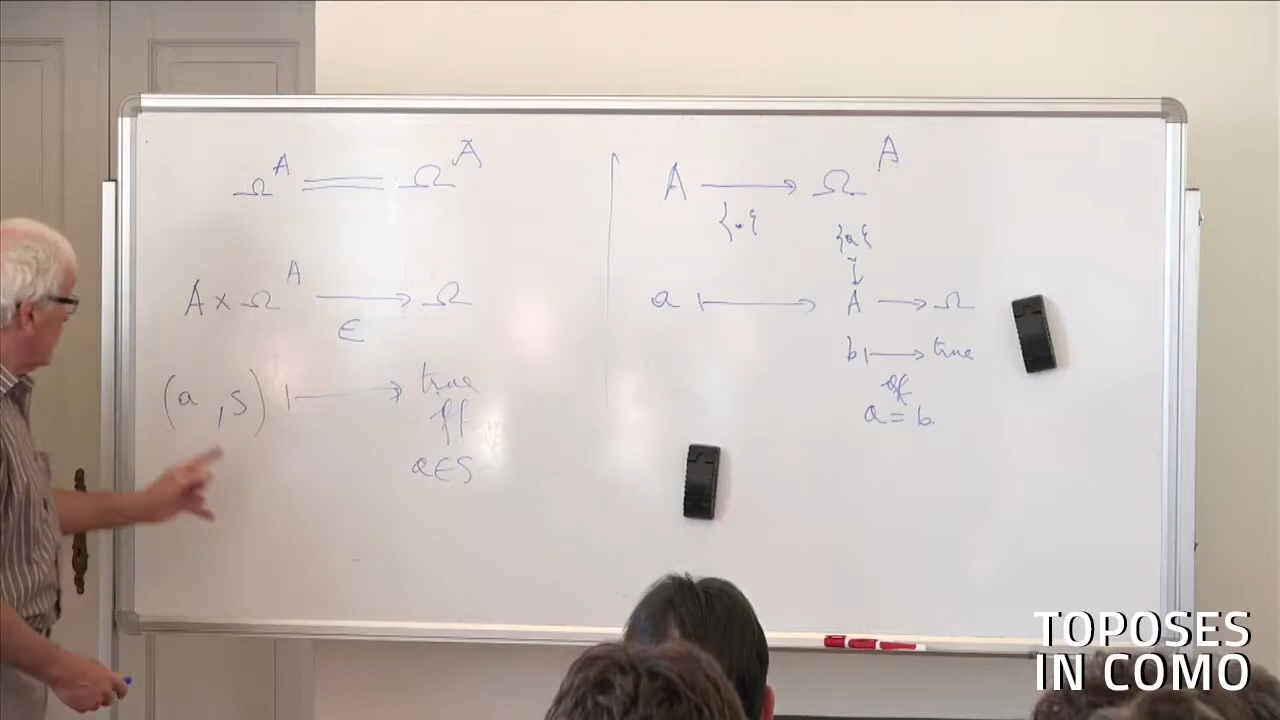 Ω^A = Ω^A
A × Ω^A → Ω
∈
(a, S) ↦ true
iff
a ∈ S
A → Ω^A
{·}
{a}
↓
a ↦ A → Ω
b ↦ true
iff
a = b
TOPOSES
IN COMO